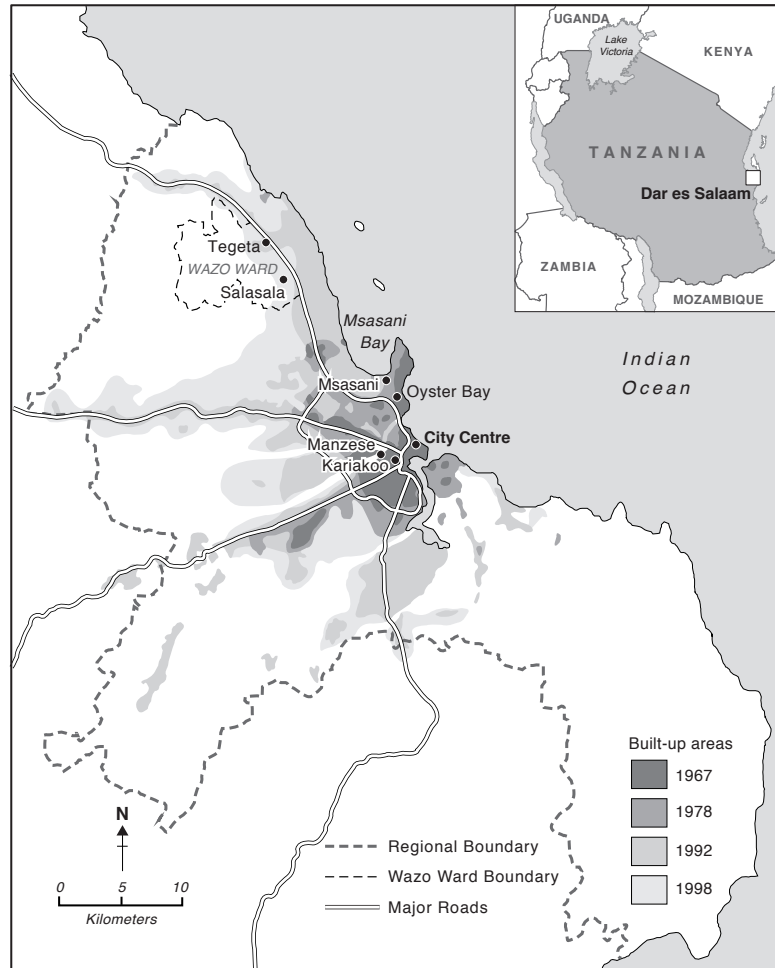 UGANDA
Lake
Victoria
KENYA
TANZANIA
Dar es Salaam
ZAMBIA
MOZAMBIQUE
Tegeta
WAZO WARD
Salasala
Msasani
Bay
Indian
Ocean
Msasani
Oyster Bay
City Centre
Manzese
Kariakoo
Built-up areas
1967
1978
1992
1998
N
0 5 10
Kilometers
Regional Boundary
Wazo Ward Boundary
Major Roads